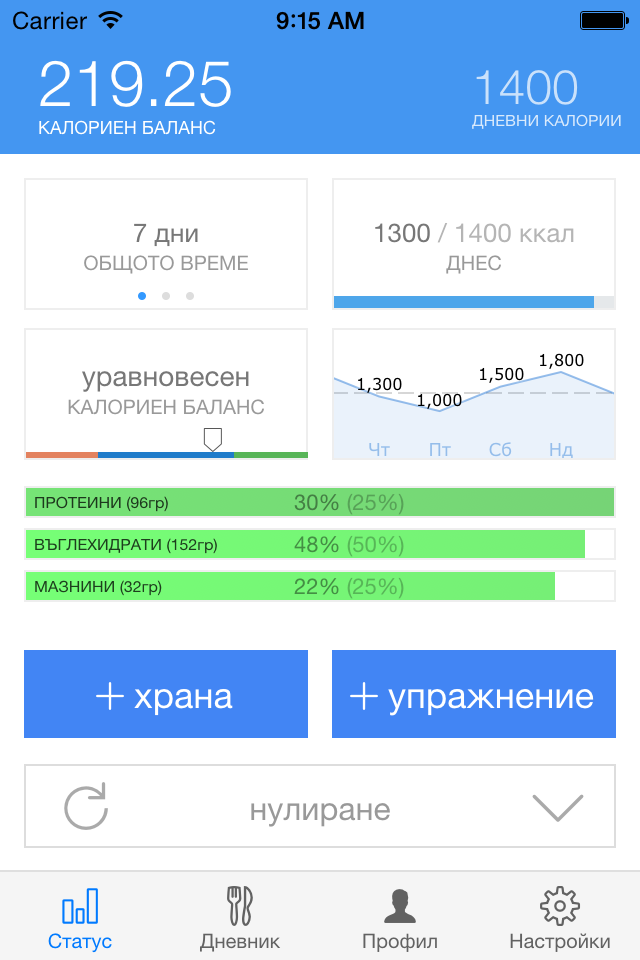 Carrier 9:15 AM
219.25
КАЛОРИЕН БАЛАНС
1400
ДНЕВНИ КАЛОРИИ
7 дни
ОБЩОТО ВРЕМЕ
1300 / 1400 ккал
ДНЕС
уравновесен
КАЛОРИЕН БАЛАНС
1,300 1,000 1,500 1,800
Чт Пт Сб Нд
ПРОТЕИНИ (96гр) 30% (25%)
ВЪГЛЕХИДРАТИ (152гр) 48% (50%)
МАЗНИНИ (32гр) 22% (25%)
+ храна
+ упражнение
нулиране
Статус Дневник Профил Настройки